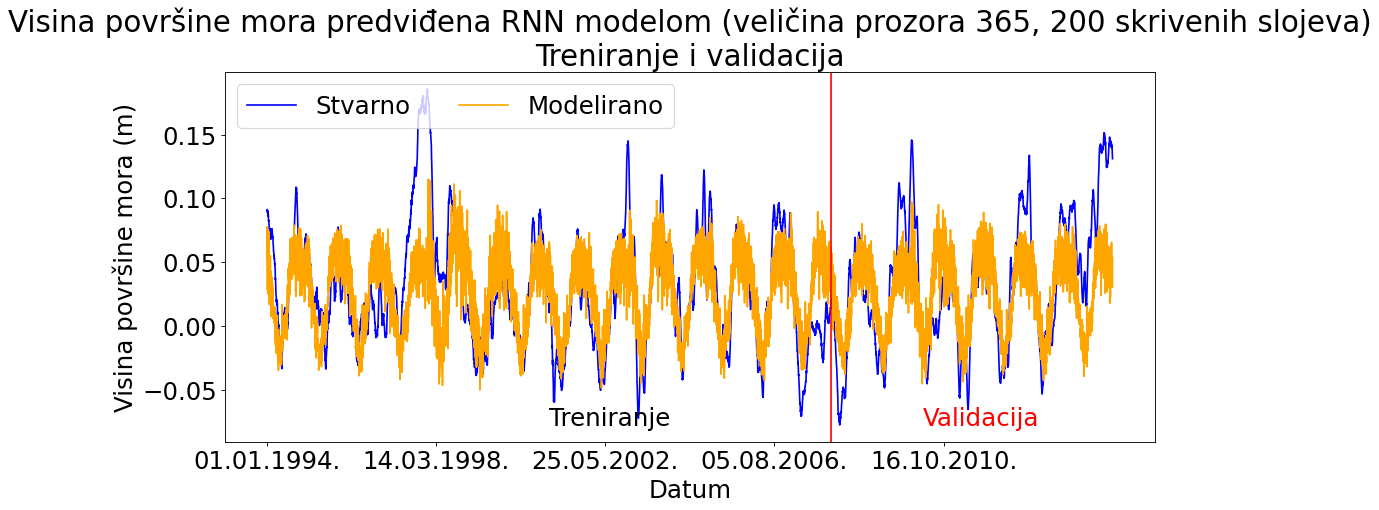 Visina površine mora predviđena RNN modelom (veličina prozora 365, 200 skrivenih slojeva)
Treniranje i validacija
Stvarno
Modelirano
Visina površine mora (m)
0.15
0.10
0.05
0.00
−0.05
Treniranje
Validacija
01.01.1994.
14.03.1998.
25.05.2002.
05.08.2006.
16.10.2010.
Datum